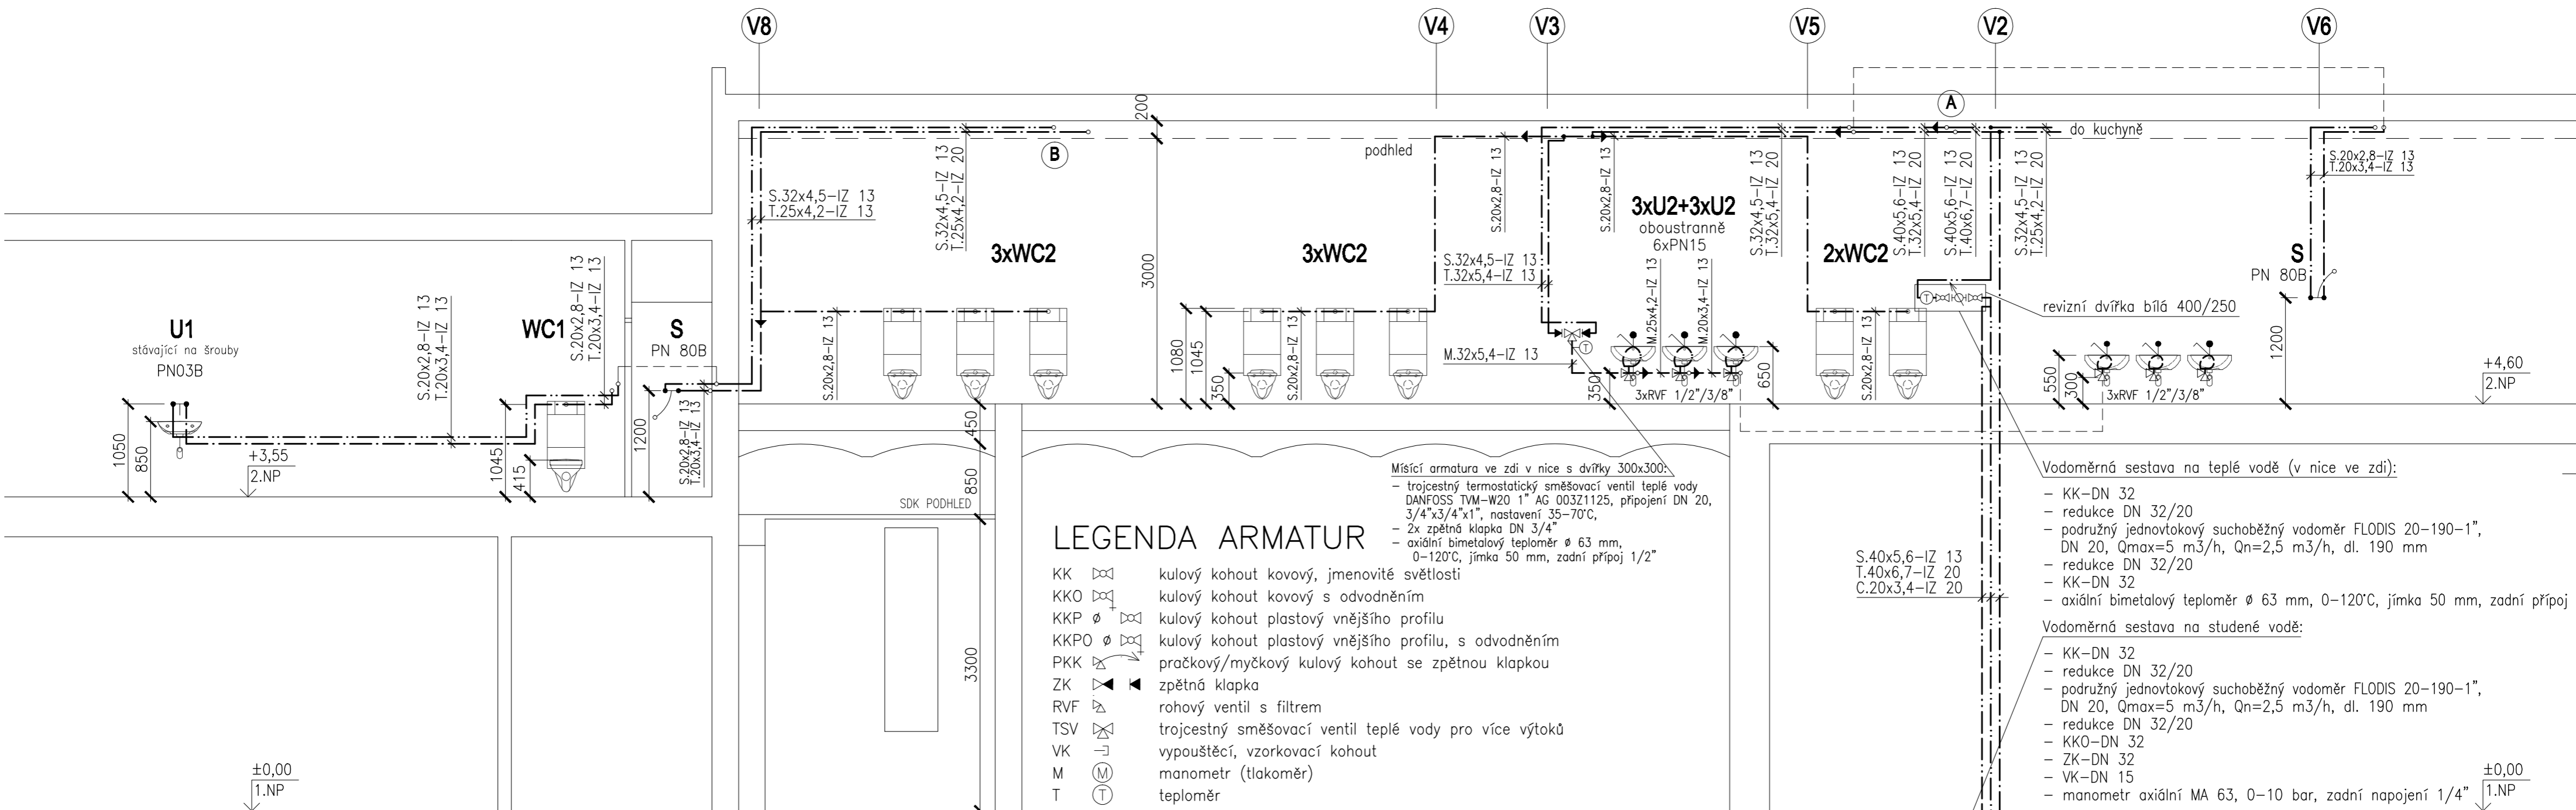 V8
V4
V3
V5
V2
V6
A
B
200
do kuchyně
podhled
S.32x4,5-IZ 13
T.25x4,2-IZ 13
S.32x4,5-IZ 13
T.25x4,2-IZ 20
3000
S.20x2,8-IZ 13
S.20x2,8-IZ 13
3xU2+3xU2
oboustranně
6xPN15
S.32x4,5-IZ 13
T.32x5,4-IZ 20
S.40x5,6-IZ 13
T.32x5,4-IZ 20
S.40x5,6-IZ 13
T.40x6,7-IZ 20
S.32x4,5-IZ 13
T.25x4,2-IZ 20
S.20x2,8-IZ 13
T.20x3,4-IZ 13
3xWC2
3xWC2
2xWC2
S
PN 80B
S.32x4,5-IZ 13
T.32x5,4-IZ 13
M.25x4,2-IZ 13
M.20x3,4-IZ 13
T
revizní dvířka bílá 400/250
1200
U1
stávající na šrouby
PN03B
S.20x2,8-IZ 13
T.20x3,4-IZ 13
WC1
S.20x2,8-IZ 13
T.20x3,4-IZ 13
S
PN 80B
S.20x2,8-IZ 13
1080
1045
350
S.20x2,8-IZ 13
M.32x5,4-IZ 13
T
350
3xRVF 1/2"/3/8"
650
S.20x2,8-IZ 13
550
300
3xRVF 1/2"/3/8"
+4,60
2.NP
1050
850
+3,55
2.NP
1045
415
1200
S.20x2,8-IZ 13
T.20x3,4-IZ 13
450
850
SDK PODHLED
3300
Mísící armatura ve zdi v nice s dvířky 300x300:
- trojcestný termostatický směšovací ventil teplé vody
DANFOSS TVM-W20 1" AG 003Z1125, připojení DN 20,
3/4"x3/4"x1", nastavení 35-70°C,
- 2x zpětná klapka DN 3/4"
- axiální bimetalový teploměr ø 63 mm,
0-120°C, jímka 50 mm, zadní přípoj 1/2"
LEGENDA ARMATUR
KK kulový kohout kovový, jmenovité světlosti
KKO kulový kohout kovový s odvodněním
KKP ø kulový kohout plastový vnějšího profilu
KKPO ø kulový kohout plastový vnějšího profilu, s odvodněním
PKK pračkový/myčkový kulový kohout se zpětnou klapkou
ZK zpětná klapka
RVF rohový ventil s filtrem
TSV trojcestný směšovací ventil teplé vody pro více výtoků
VK vypouštěcí, vzorkovací kohout
M M manometr (tlakoměr)
T T teploměr
S.40x5,6-IZ 13
T.40x6,7-IZ 20
C.20x3,4-IZ 20
Vodoměrná sestava na teplé vodě (v nice ve zdi):
- KK-DN 32
- redukce DN 32/20
- podružný jednovtokový suchoběžný vodoměr FLODIS 20-190-1",
DN 20, Qmax=5 m3/h, Qn=2,5 m3/h, dl. 190 mm
- redukce DN 32/20
- KK-DN 32
- axiální bimetalový teploměr ø 63 mm, 0-120°C, jímka 50 mm, zadní přípoj
Vodoměrná sestava na studené vodě:
- KK-DN 32
- redukce DN 32/20
- podružný jednovtokový suchoběžný vodoměr FLODIS 20-190-1",
DN 20, Qmax=5 m3/h, Qn=2,5 m3/h, dl. 190 mm
- redukce DN 32/20
- KKO-DN 32
- ZK-DN 32
- VK-DN 15
- manometr axiální MA 63, 0-10 bar, zadní napojení 1/4"
±0,00
1.NP
±0,00
1.NP